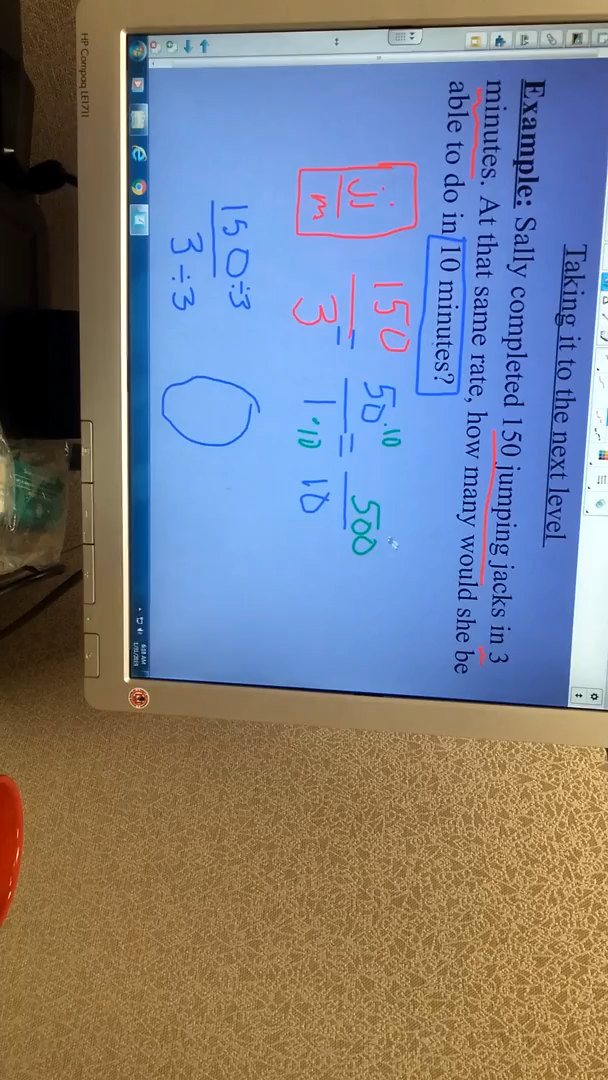 Taking it to the next level
Example: Sally completed 150 jumping jacks in 3
minutes. At that same rate, how many would she be
able to do in 10 minutes?
jj/m 150/3 = 50·10/1·10 = 500/10
150÷3
3÷3
HP Compaq LE1711